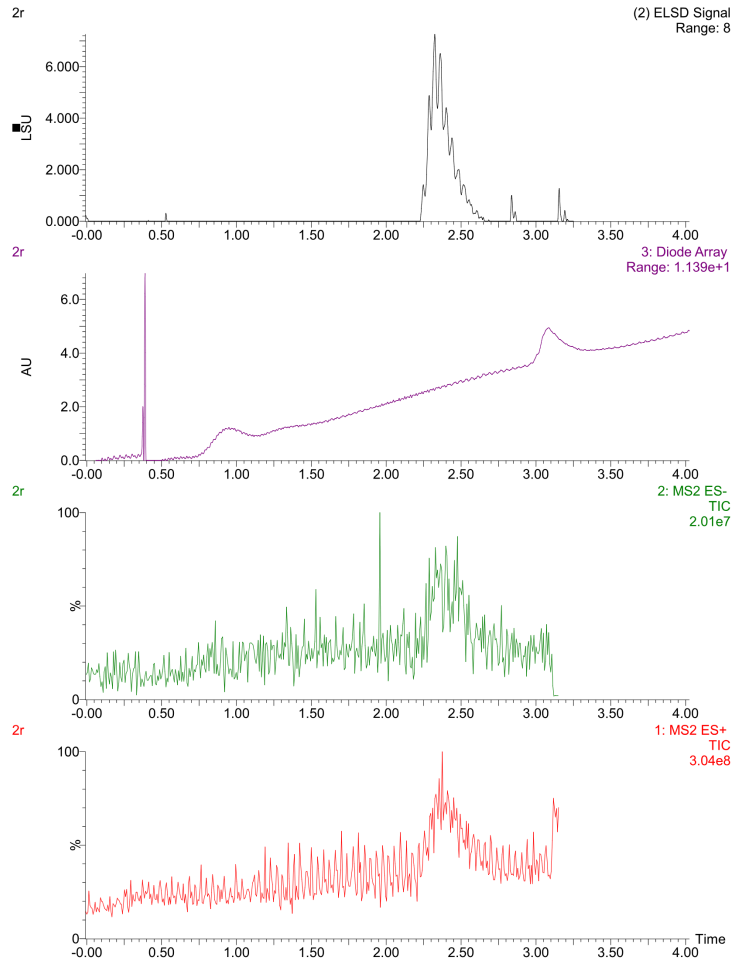 2r
(2) ELSD Signal
Range: 8
6.000
4.000
2.000
0.000
LSU
-0.00 0.50 1.00 1.50 2.00 2.50 3.00 3.50 4.00
2r
3: Diode Array
Range: 1.139e+1
6.0
4.0
2.0
0.0
AU
-0.00 0.50 1.00 1.50 2.00 2.50 3.00 3.50 4.00
2r
2: MS2 ES-
TIC
2.01e7
100
%
0
-0.00 0.50 1.00 1.50 2.00 2.50 3.00 3.50 4.00
2r
1: MS2 ES+
TIC
3.04e8
100
%
0
Time
-0.00 0.50 1.00 1.50 2.00 2.50 3.00 3.50 4.00